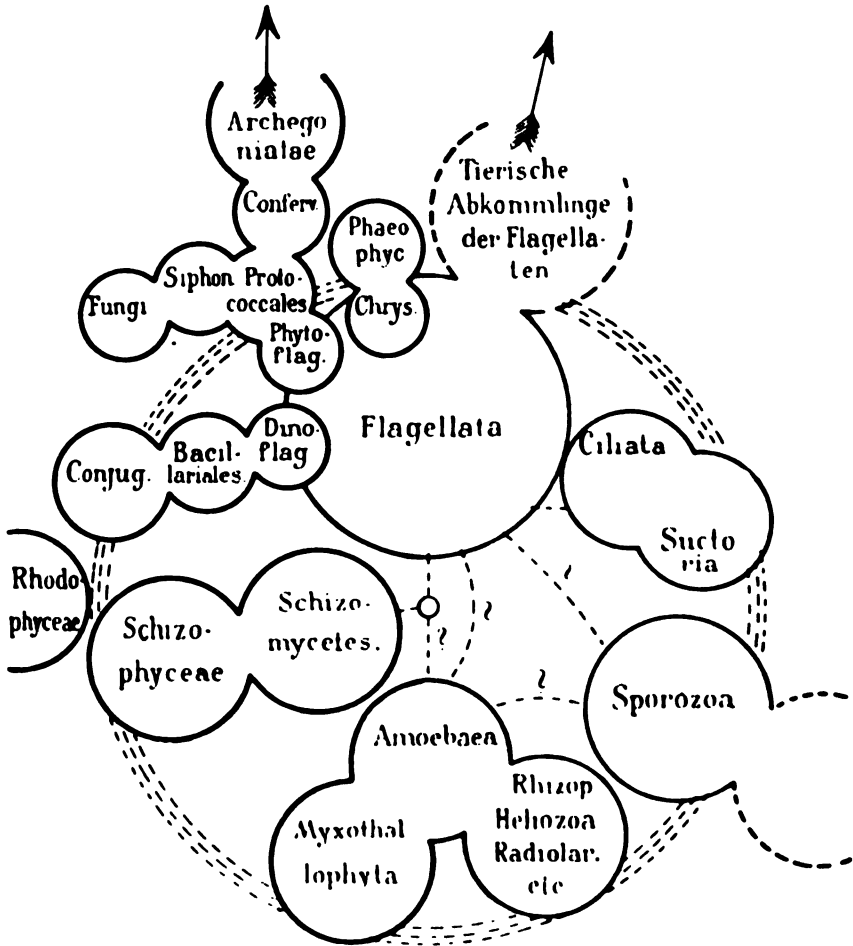 Archego
niatae
Conferv.
Phaeo
phyc
Chrys.
Tierische
Abkommlinge
der Flagella-
ten
Fungi
Siphon
Proto-
coccales
Phyto-
flag.
Flagellata
Conjug.
Bacil-
lariales.
Dino-
flag
Ciliata
Sucto
ria
Rhodo-
phyceae
Schizo-
phyceae
Schizo-
mycetes.
Sporozoa
Amoebaea
Myxothal
lophyta
Rhizop
Heliozoa
Radiolar.
etc